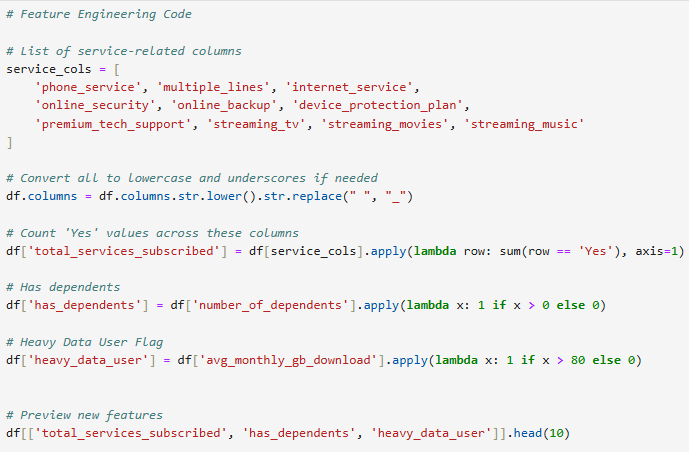 # Feature Engineering Code
# List of service-related columns
service_cols = [
    'phone_service', 'multiple_lines', 'internet_service',
    'online_security', 'online_backup', 'device_protection_plan',
    'premium_tech_support', 'streaming_tv', 'streaming_movies', 'streaming_music'
]
# Convert all to lowercase and underscores if needed
df.columns = df.columns.str.lower().str.replace(" ", "_")
# Count 'Yes' values across these columns
df['total_services_subscribed'] = df[service_cols].apply(lambda row: sum(row == 'Yes'), axis=1)
# Has dependents
df['has_dependents'] = df['number_of_dependents'].apply(lambda x: 1 if x > 0 else 0)
# Heavy Data User Flag
df['heavy_data_user'] = df['avg_monthly_gb_download'].apply(lambda x: 1 if x > 80 else 0)
# Preview new features
df[['total_services_subscribed', 'has_dependents', 'heavy_data_user']].head(10)